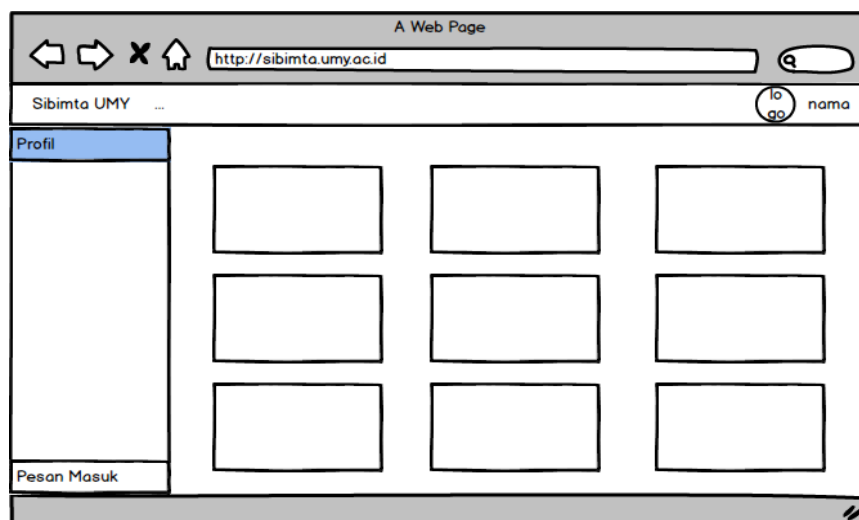 A Web Page
http://sibimta.umy.ac.id
Sibimta UMY ...
lo
go
nama
Profil
Pesan Masuk